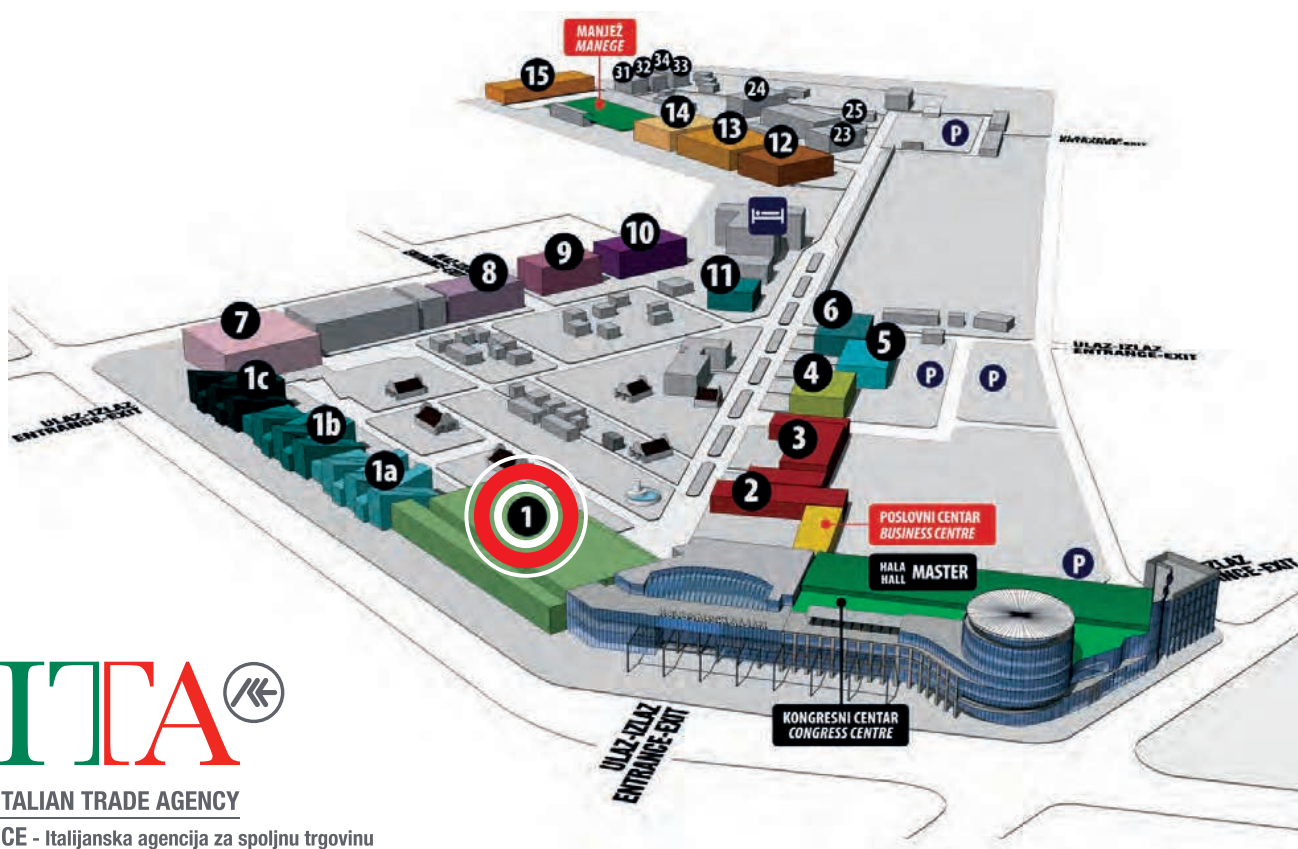 MANJEŽ
MANEGE
15
31
32
34
33
24
25
23
14
13
12
P
10
9
8
11
7
6
5
4
P
P
ULAZ-IZLAZ
ENTRANCE-EXIT
1c
1b
1a
ULAZ-IZLAZ
ENTRANCE-EXIT
3
2
1
POSLOVNI CENTAR
BUSINESS CENTRE
HALA
HALL MASTER
P
IZLAZ
ENTRANCE-EXIT
KONGRESNI CENTAR
CONGRESS CENTRE
ULAZ-IZLAZ
ENTRANCE-EXIT
ITA
TALIAN TRADE AGENCY
CE - Italijanska agencija za spoljnu trgovinu